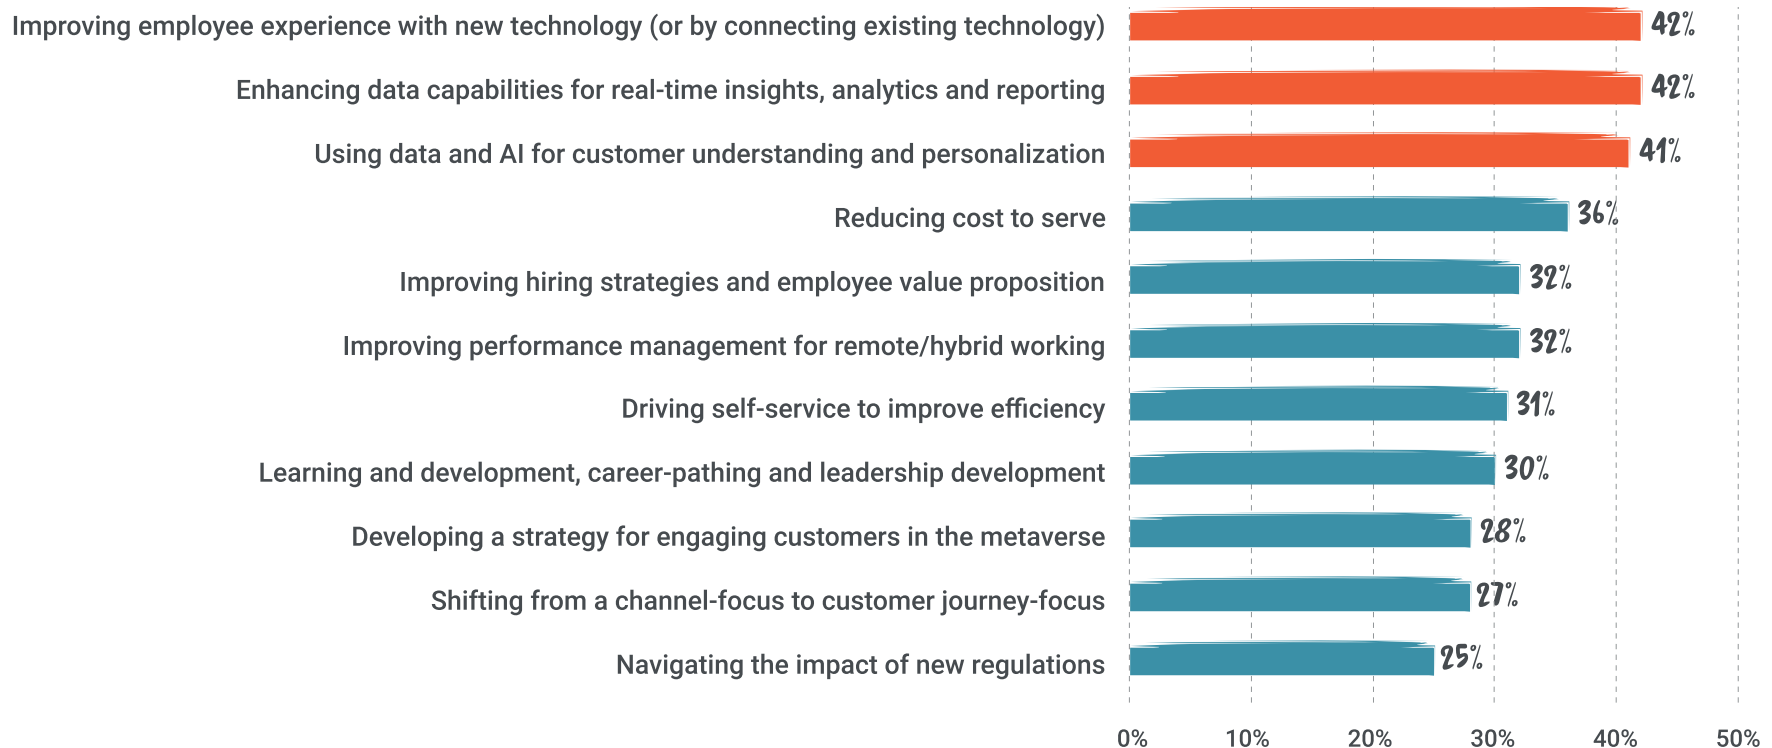 Improving employee experience with new technology (or by connecting existing technology) 42%
Enhancing data capabilities for real-time insights, analytics and reporting 42%
Using data and AI for customer understanding and personalization 41%
Reducing cost to serve 36%
Improving hiring strategies and employee value proposition 32%
Improving performance management for remote/hybrid working 32%
Driving self-service to improve efficiency 31%
Learning and development, career-pathing and leadership development 30%
Developing a strategy for engaging customers in the metaverse 28%
Shifting from a channel-focus to customer journey-focus 27%
Navigating the impact of new regulations 25%
0% 10% 20% 30% 40% 50%